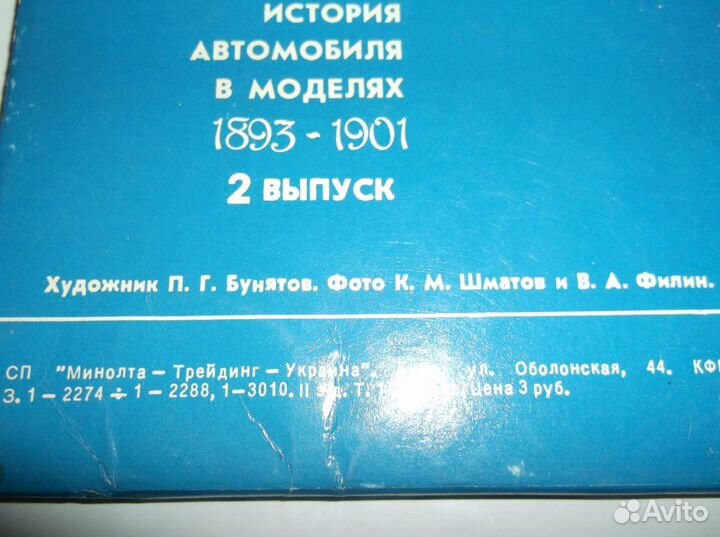 ИСТОРИЯ
АВТОМОБИЛЯ
В МОДЕЛЯХ
1893 - 1901
2 ВЫПУСК
Художник П. Г. Бунятов. Фото К. М. Шматов и В. А. Филин.
СП "Минолта — Трейдинг — Украина". ул. Оболонская, 44.
З. 1 — 2274 ÷ 1 — 2288, 1—3010. II Цена 3 руб.
Avito